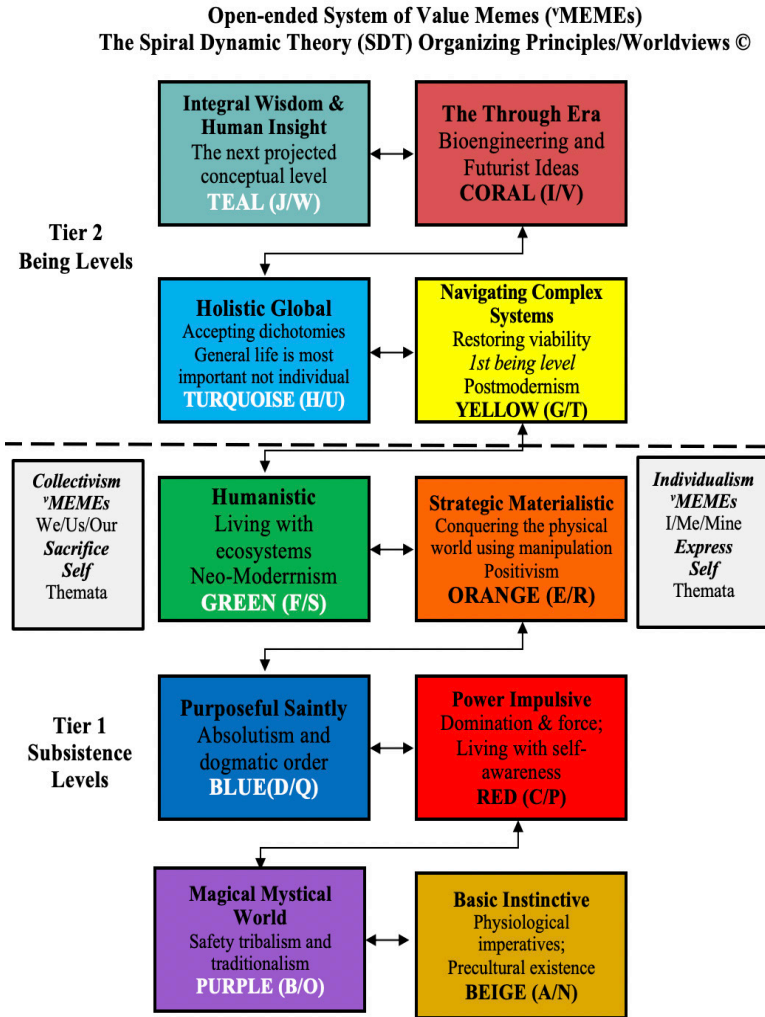 Open-ended System of Value Memes (ᵛMEMEs)
The Spiral Dynamic Theory (SDT) Organizing Principles/Worldviews ©
Integral Wisdom &
Human Insight
The next projected
conceptual level
TEAL (J/W)
The Through Era
Bioengineering and
Futurist Ideas
CORAL (I/V)
Tier 2
Being Levels
Holistic Global
Accepting dichotomies
General life is most
important not individual
TURQUOISE (H/U)
Navigating Complex
Systems
Restoring viability
1st being level
Postmodernism
YELLOW (G/T)
Collectivism
ᵛMEMEs
We/Us/Our
Sacrifice
Self
Themata
Humanistic
Living with
ecosystems
Neo-Moderrnism
GREEN (F/S)
Strategic Materialistic
Conquering the physical
world using manipulation
Positivism
ORANGE (E/R)
Individualism
ᵛMEMEs
I/Me/Mine
Express
Self
Themata
Tier 1
Subsistence
Levels
Purposeful Saintly
Absolutism and
dogmatic order
BLUE(D/Q)
Power Impulsive
Domination & force;
Living with self-
awareness
RED (C/P)
Magical Mystical
World
Safety tribalism and
traditionalism
PURPLE (B/O)
Basic Instinctive
Physiological
imperatives;
Precultural existence
BEIGE (A/N)